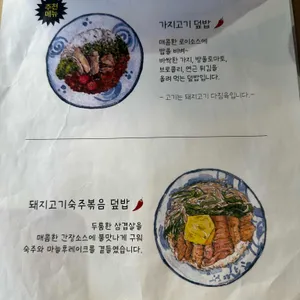 추천
메뉴
가지고기 덮밥
매콤한 로제소스에
밥을 비벼~
바싹한 가지, 방울토마토,
브로콜리, 연근 튀김을
올려 먹는 덮밥입니다.
- 고기는 돼지고기 다짐육입니다. -
돼지고기숙주볶음 덮밥
두툼한 삼겹살을
매콤한 간장소스에 불맛나게 구워
숙주와 마늘후레이크를 곁들였습니다.